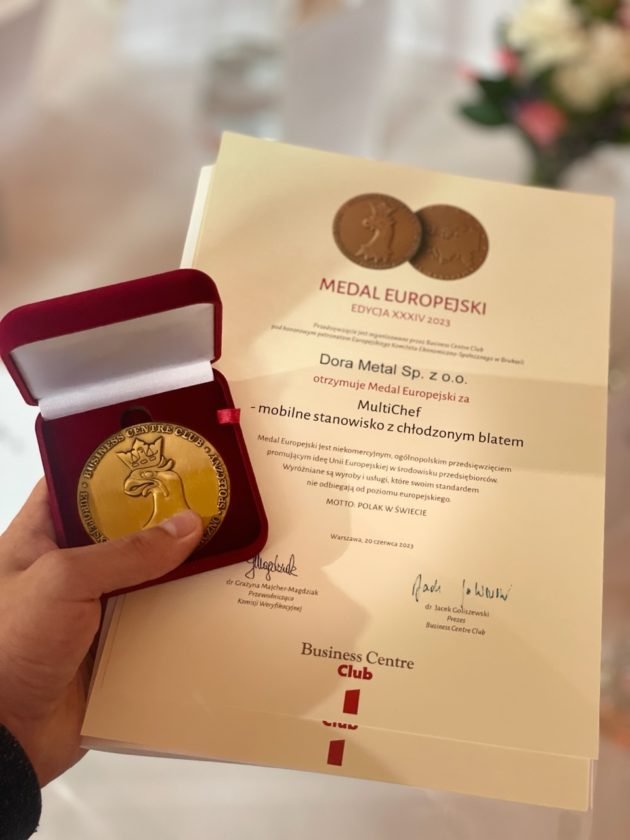 MEDAL EUROPEJSKI
EDYCJA XXXIV 2023
Przedsięwzięcie jest organizowane przez Business Centre Club
pod honorowym patronatem Europejskiego Komitetu Ekonomiczno-Społecznego w Brukseli
Dora Metal Sp. z o.o.
otrzymuje Medal Europejski za
MultiChef
- mobilne stanowisko z chłodzonym blatem
Medal Europejski jest niekomercyjnym, ogólnopolskim przedsięwzięciem
promującym ideę Unii Europejskiej w środowisku przedsiębiorców.
Wyróżniane są wyroby i usługi, które swoim standardem
nie odbiegają od poziomu europejskiego.
MOTTO: POLAK W ŚWIECIE
Warszawa, 20 czerwca 2023
dr Grażyna Majcher-Magdziak
Przewodnicząca
Komisji Weryfikacyjnej
dr Jacek Goliszewski
Prezes
Business Centre Club
Business Centre
Club
Club
BUSINESS CENTRE CLUB